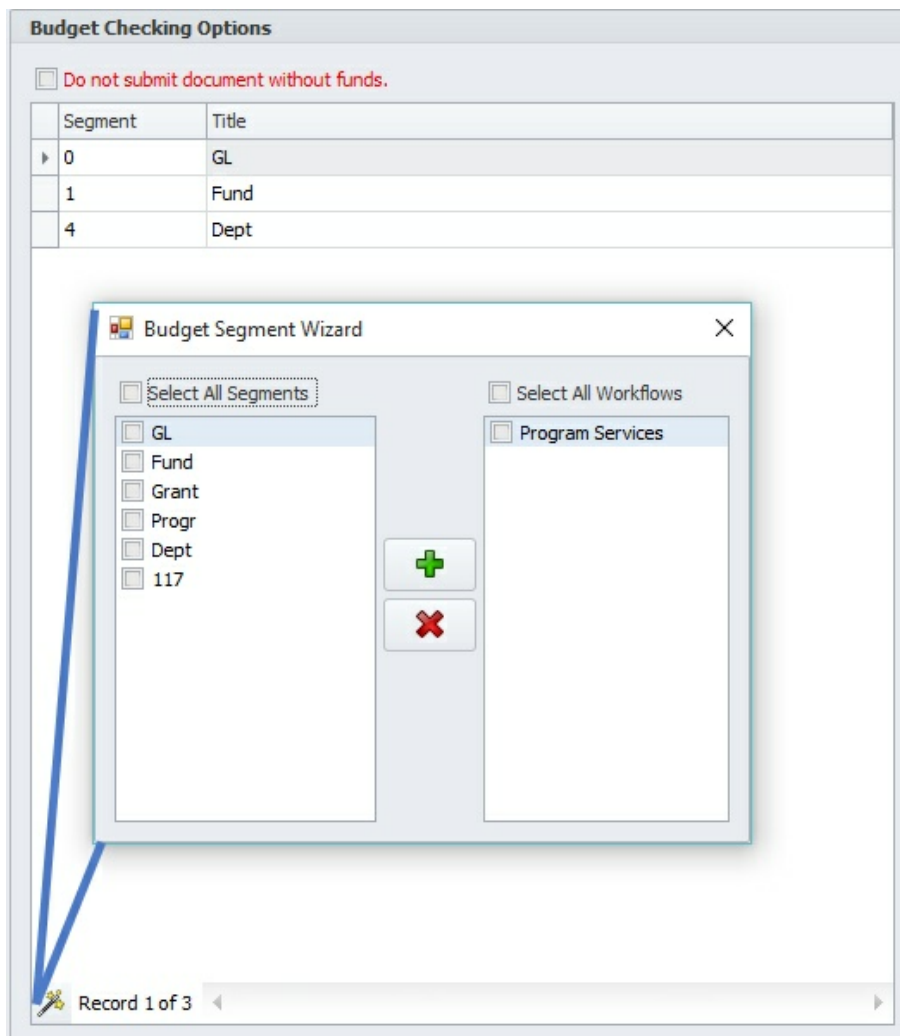 Budget Checking Options
Do not submit document without funds.
Segment Title
0 GL
1 Fund
4 Dept
Budget Segment Wizard
Select All Segments Select All Workflows
GL Program Services
Fund
Grant
Progr
Dept
117
Record 1 of 3